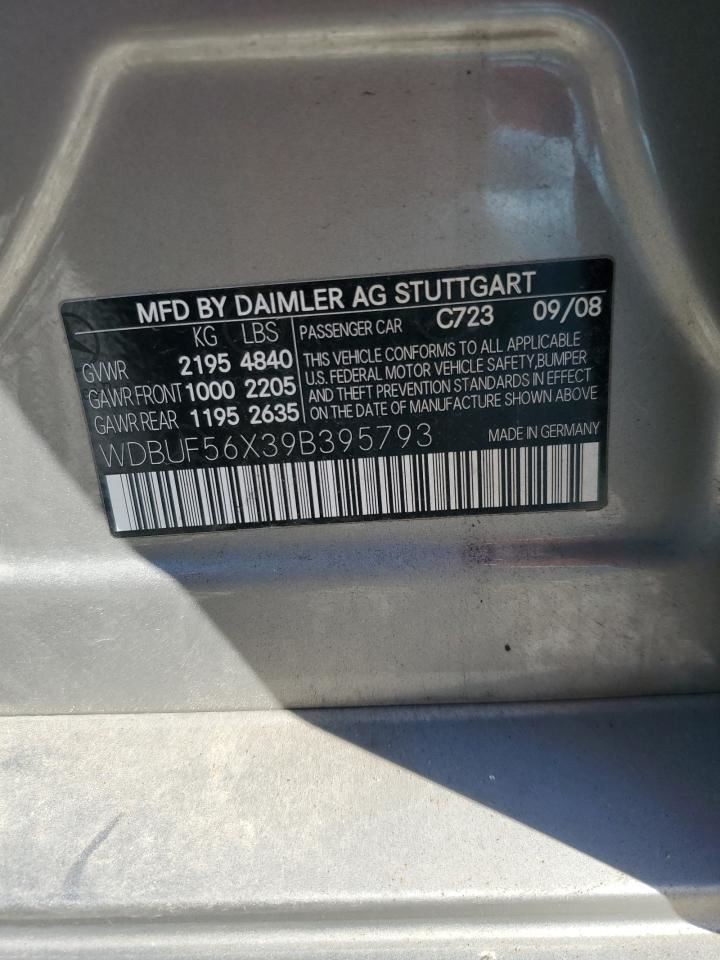 MFD BY DAIMLER AG STUTTGART
KG LBS
GVWR 2195 4840
GAWR FRONT 1000 2205
GAWR REAR 1195 2635
PASSENGER CAR C723 09/08
THIS VEHICLE CONFORMS TO ALL APPLICABLE
U.S. FEDERAL MOTOR VEHICLE SAFETY,BUMPER
AND THEFT PREVENTION STANDARDS IN EFFECT
ON THE DATE OF MANUFACTURE SHOWN ABOVE
WDBUF56X39B395793 MADE IN GERMANY